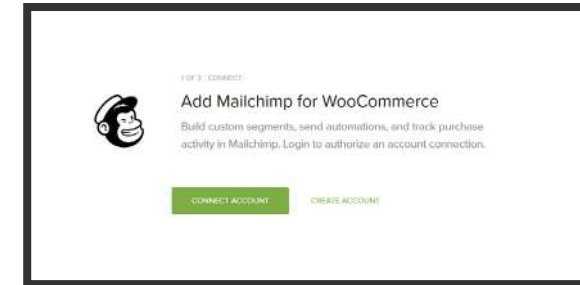 1 OF 3 | CONNECT
Add Mailchimp for WooCommerce
Build custom segments, send automations, and track purchase
activity in Mailchimp. Login to authorize an account connection.
CONNECT ACCOUNT
CREATE ACCOUNT